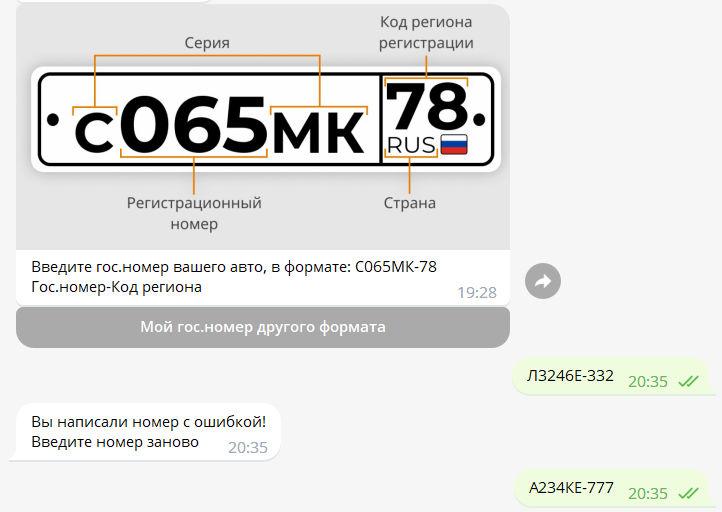 Код региона
регистрации
Серия
С065МК
78
RUS
Регистрационный
номер
Страна
Введите гос.номер вашего авто, в формате: С065МК-78
Гос.номер-Код региона
19:28
Мой гос.номер другого формата
Л3246Е-332
20:35
Вы написали номер с ошибкой!
Введите номер заново
20:35
А234КЕ-777
20:35